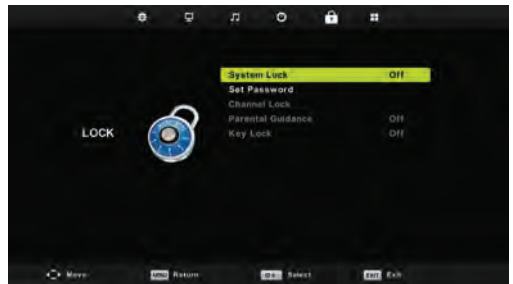 System Lock Off
Set Password
Channel Lock
Parental Guidance Off
Key Lock Off
LOCK
Move MENU Return OK Select EXIT Exit